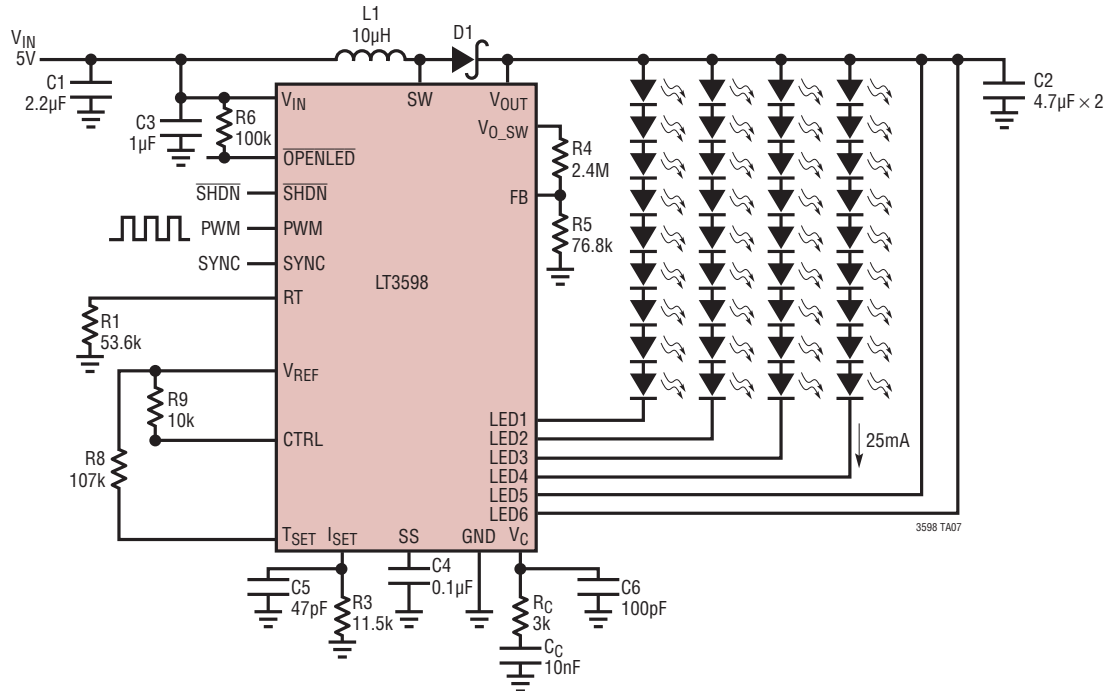 VIN
5V
C1
2.2µF
L1
10µH
D1
C2
4.7µF × 2
C3
1µF
R6
100k
VIN
SW
VOUT
VO_SW
R4
2.4M
OPENLED
SHDN
SHDN
FB
R5
76.8k
PWM
PWM
SYNC
SYNC
LT3598
RT
R1
53.6k
VREF
R9
10k
CTRL
R8
107k
LED1
LED2
LED3
LED4
LED5
LED6
25mA
3598 TA07
TSET
ISET
SS
GND
VC
C5
47pF
R3
11.5k
C4
0.1µF
RC
3k
CC
10nF
C6
100pF